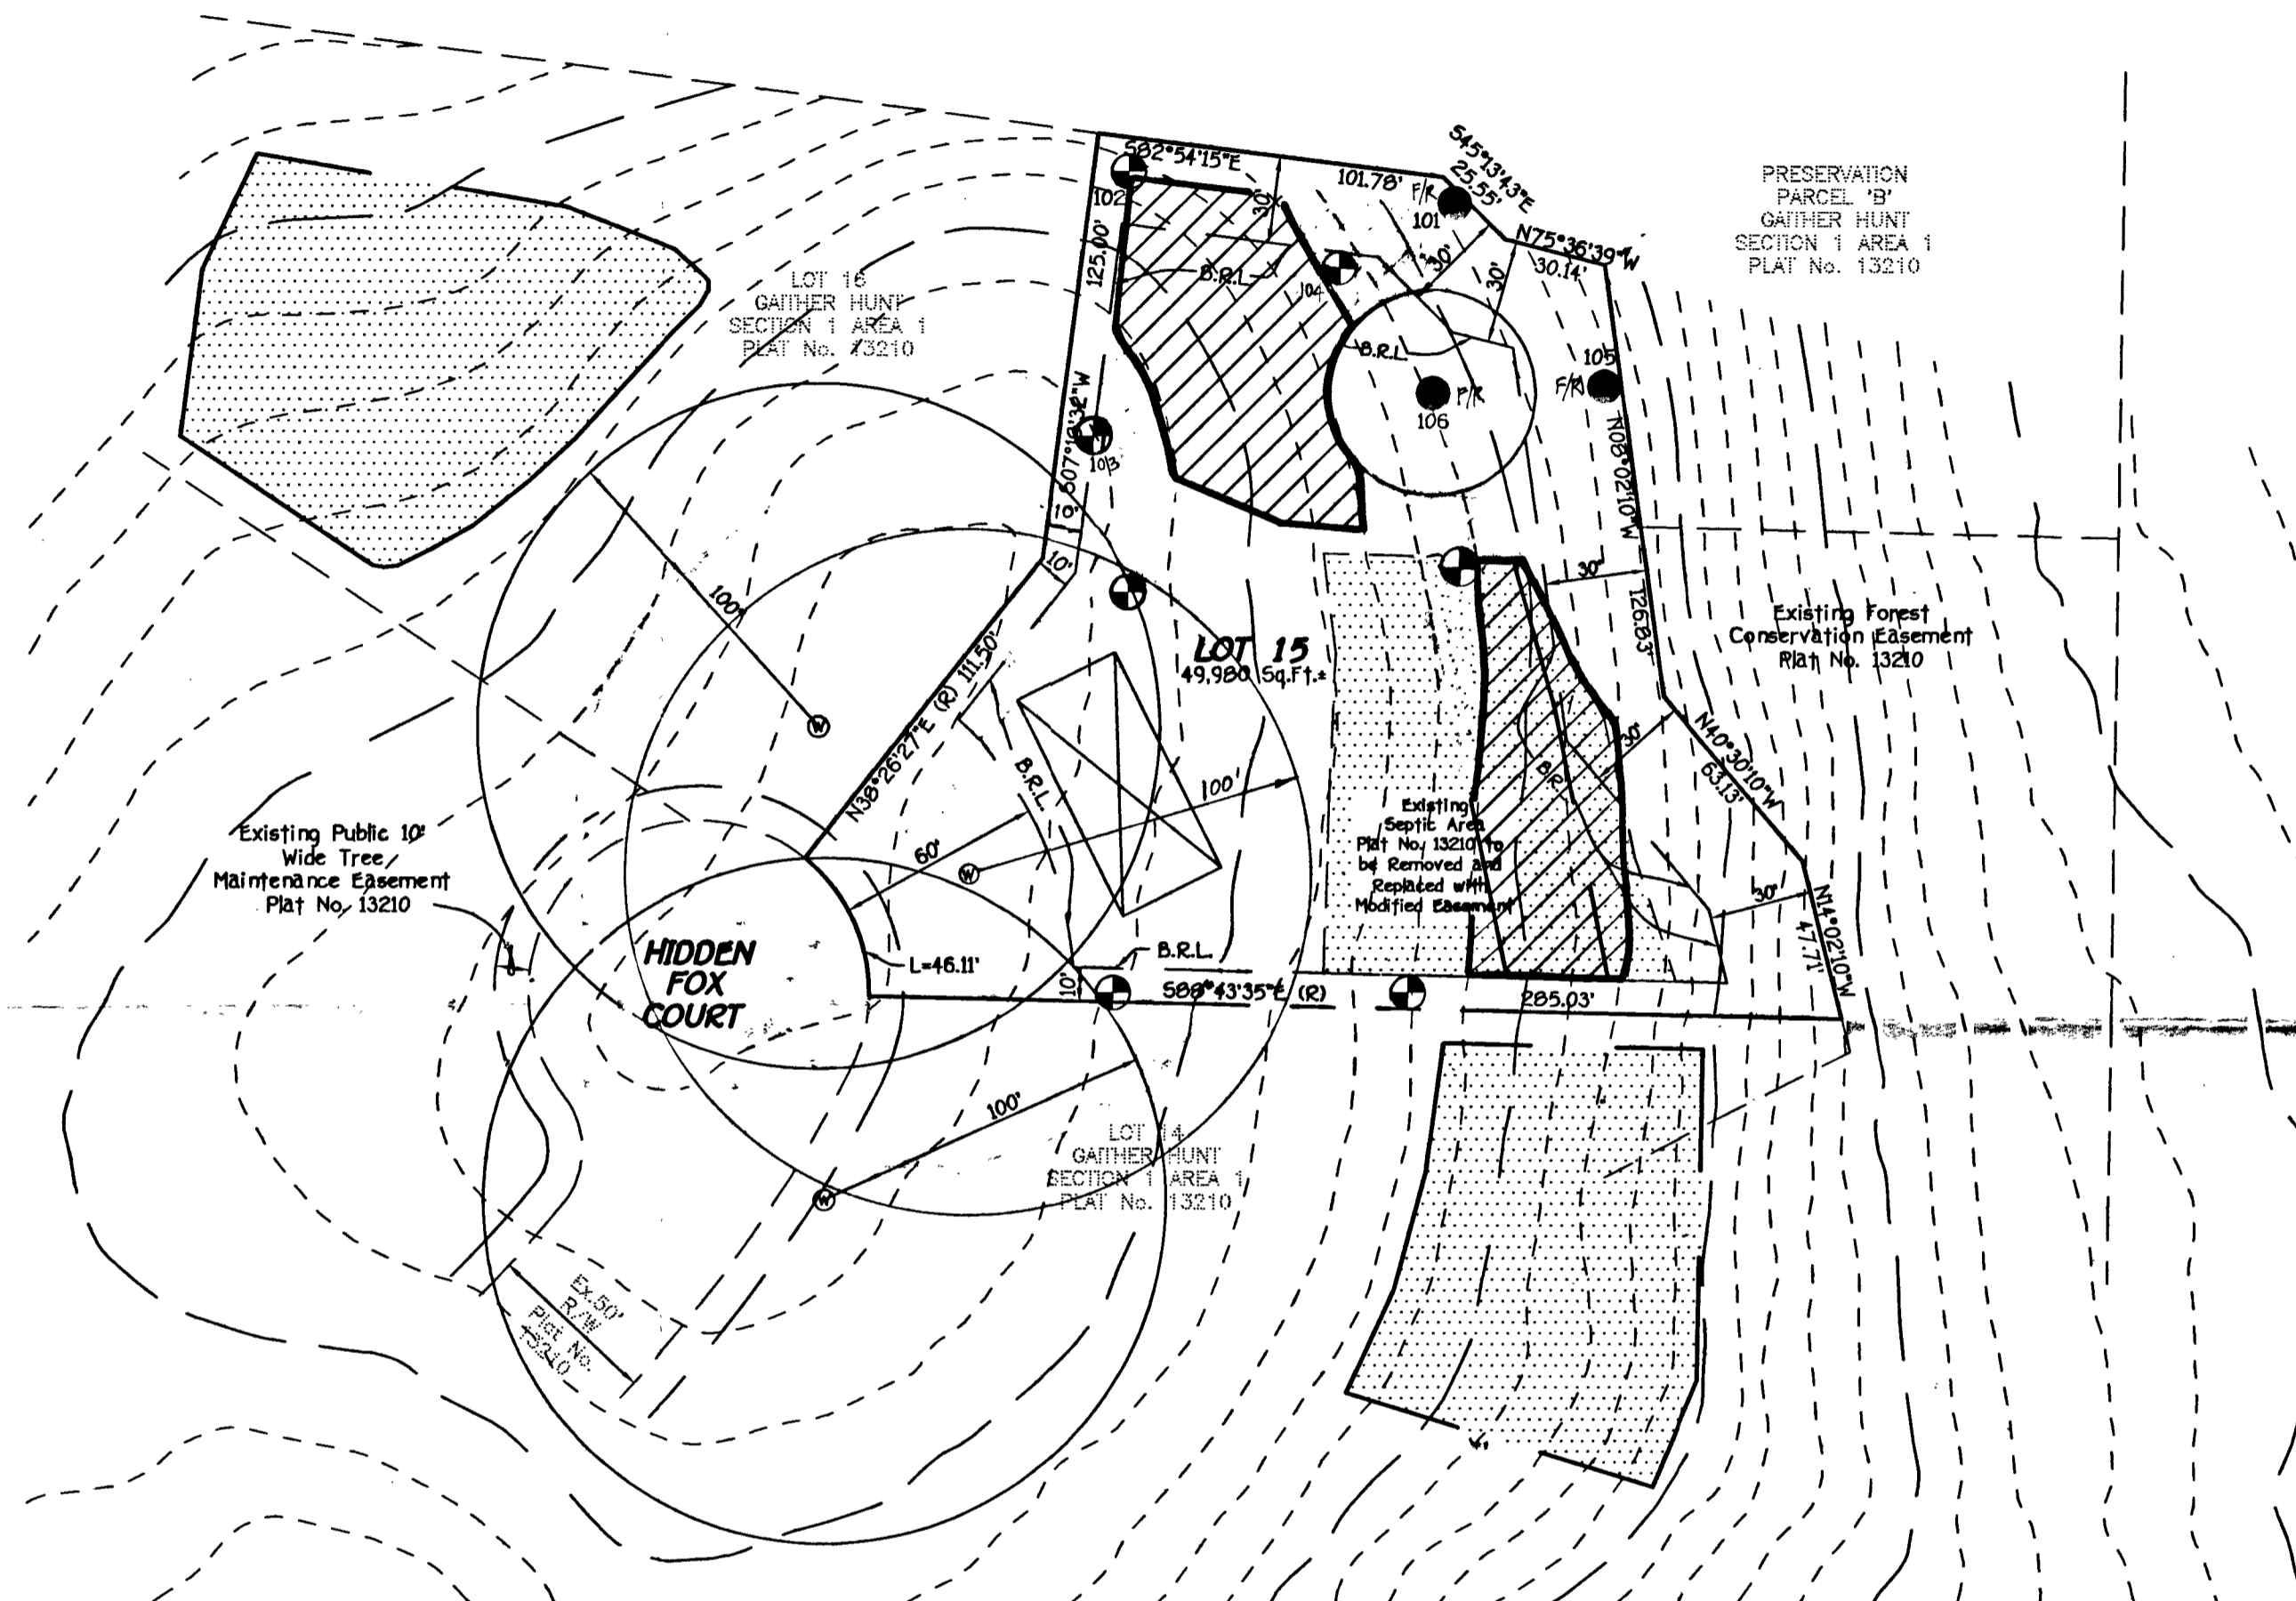 S82°54'15"E
101.78'
S45°13'43"E
25.55'
N75°36'39"W
30.14'
PRESERVATION
PARCEL 'B'
GAITHER HUNT
SECTION 1 AREA 1
PLAT No. 13210
102
125.00'
30'
F/R
101
30'
30'
B.R.L.
104
LOT 16
GAITHER HUNT
SECTION 1 AREA 1
PLAT No. 13210
B.R.L.
105
F/R
F/R
106
103
10'
10'
N08°02'10"W
126.83'
30'
100'
LOT 15
49,980 Sq.Ft.±
Existing Forest
Conservation Easement
Plat No. 13210
N38°26'27"E (R) 111.50'
B.R.L.
100'
W
30'
N40°30'10"W
63.13'
Existing
Septic Area
Plat No. 13210 to
be Removed and
Replaced with
Modified Easement
Existing Public 10'
Wide Tree
Maintenance Easement
Plat No. 13210
60'
W
30'
N14°02'10"W
47.71'
HIDDEN
FOX
COURT
L=46.11'
B.R.L.
10'
S88°43'35"E (R)
285.03'
100'
W
LOT 14
GAITHER HUNT
SECTION 1 AREA 1
PLAT No. 13210
Ex.50'
R/W
Plat No.
13210